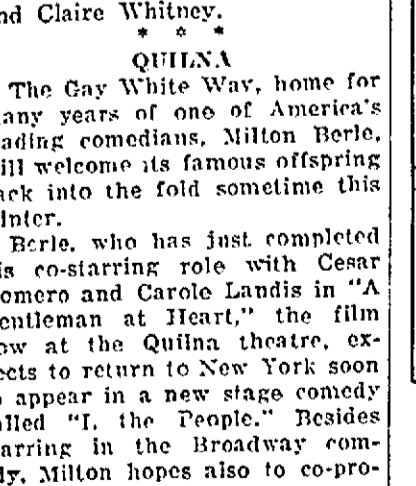 nd Claire Whitney.
* * *
QUILNA
The Gay White Way, home for
any years of one of America's
ading comedians, Milton Berle,
ill welcome its famous offspring
ack into the fold sometime this
inter.
Berle, who has just completed
is co-starring role with Cesar
omero and Carole Landis in "A
entleman at Heart," the film
ow at the Quilna theatre, ex-
ects to return to New York soon
o appear in a new stage comedy
alled "I, the People." Besides
arring in the Broadway com-
dy, Milton hopes also to co-pro-